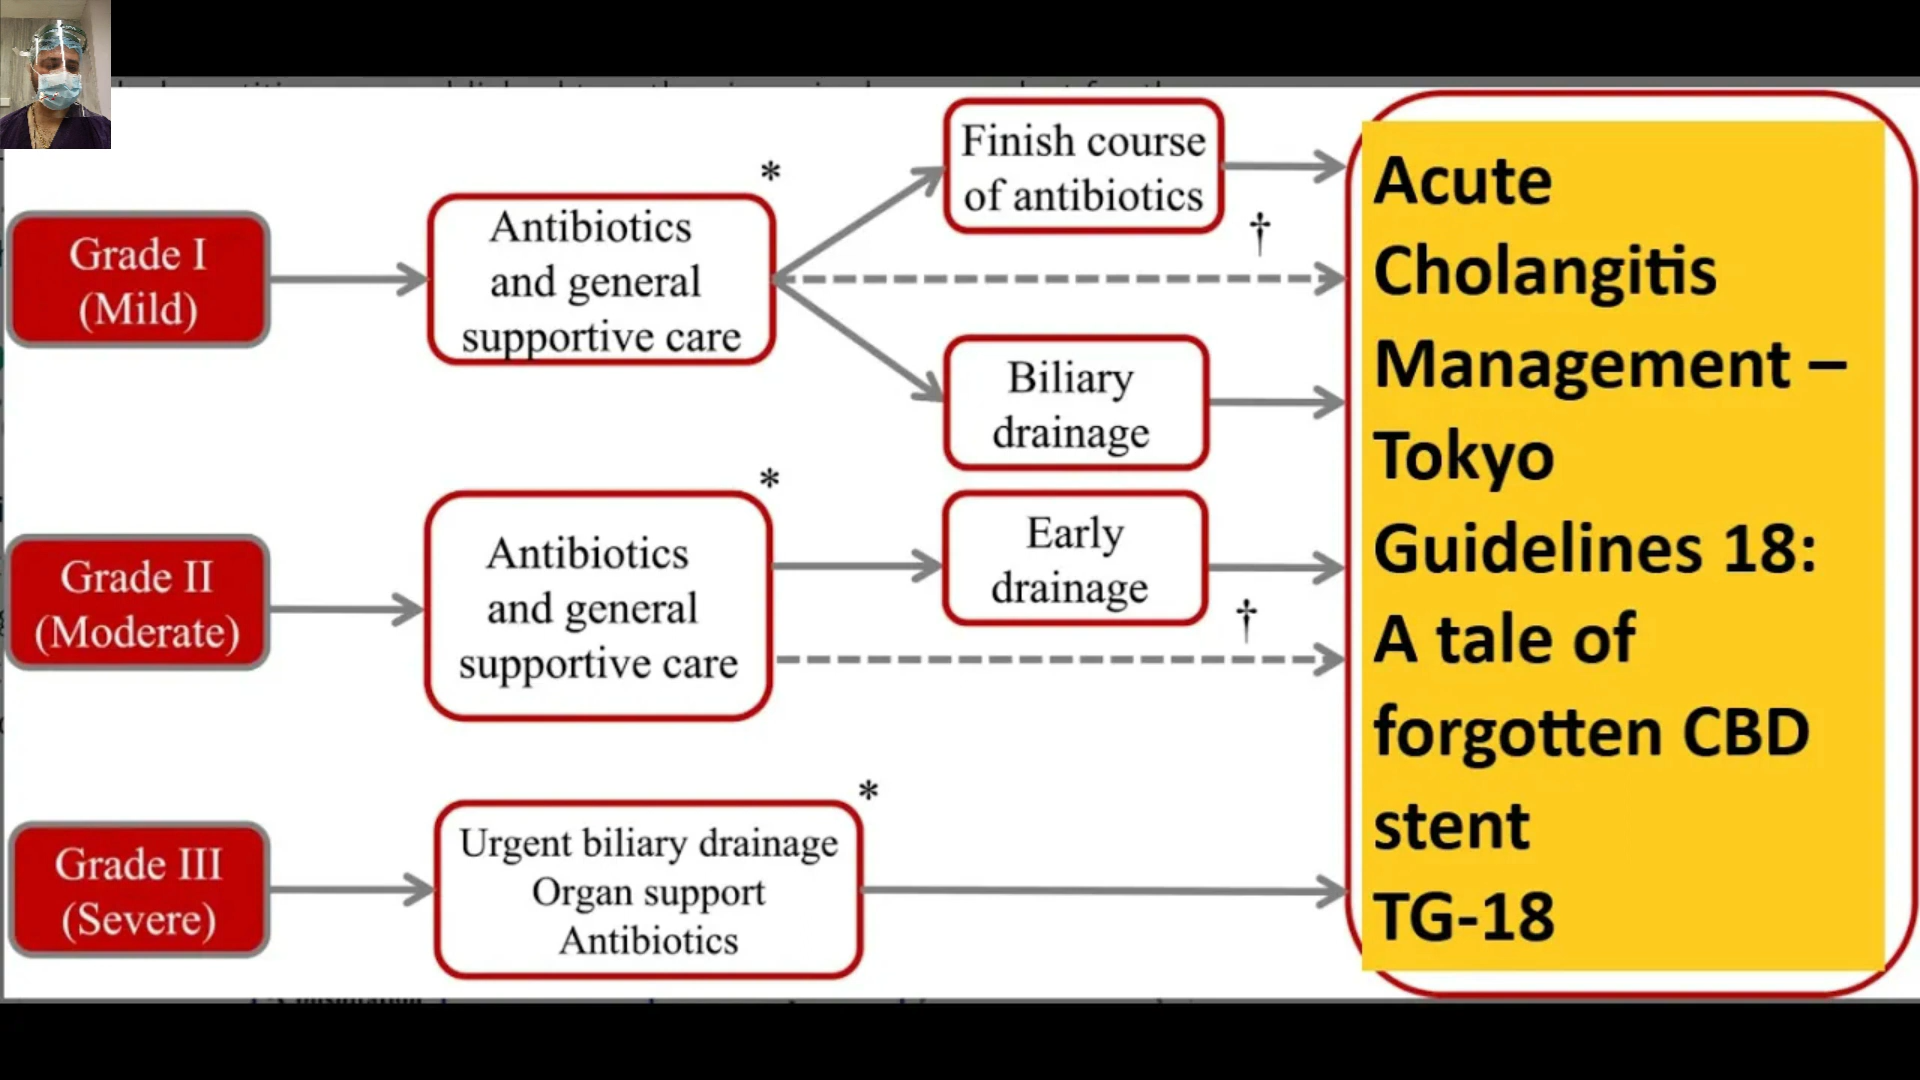 Grade I
(Mild)
*
Antibiotics
and general
supportive care
Finish course
of antibiotics
†
Biliary
drainage
Grade II
(Moderate)
*
Antibiotics
and general
supportive care
Early
drainage
†
Grade III
(Severe)
*
Urgent biliary drainage
Organ support
Antibiotics
Acute
Cholangitis
Management –
Tokyo
Guidelines 18:
A tale of
forgotten CBD
stent
TG-18